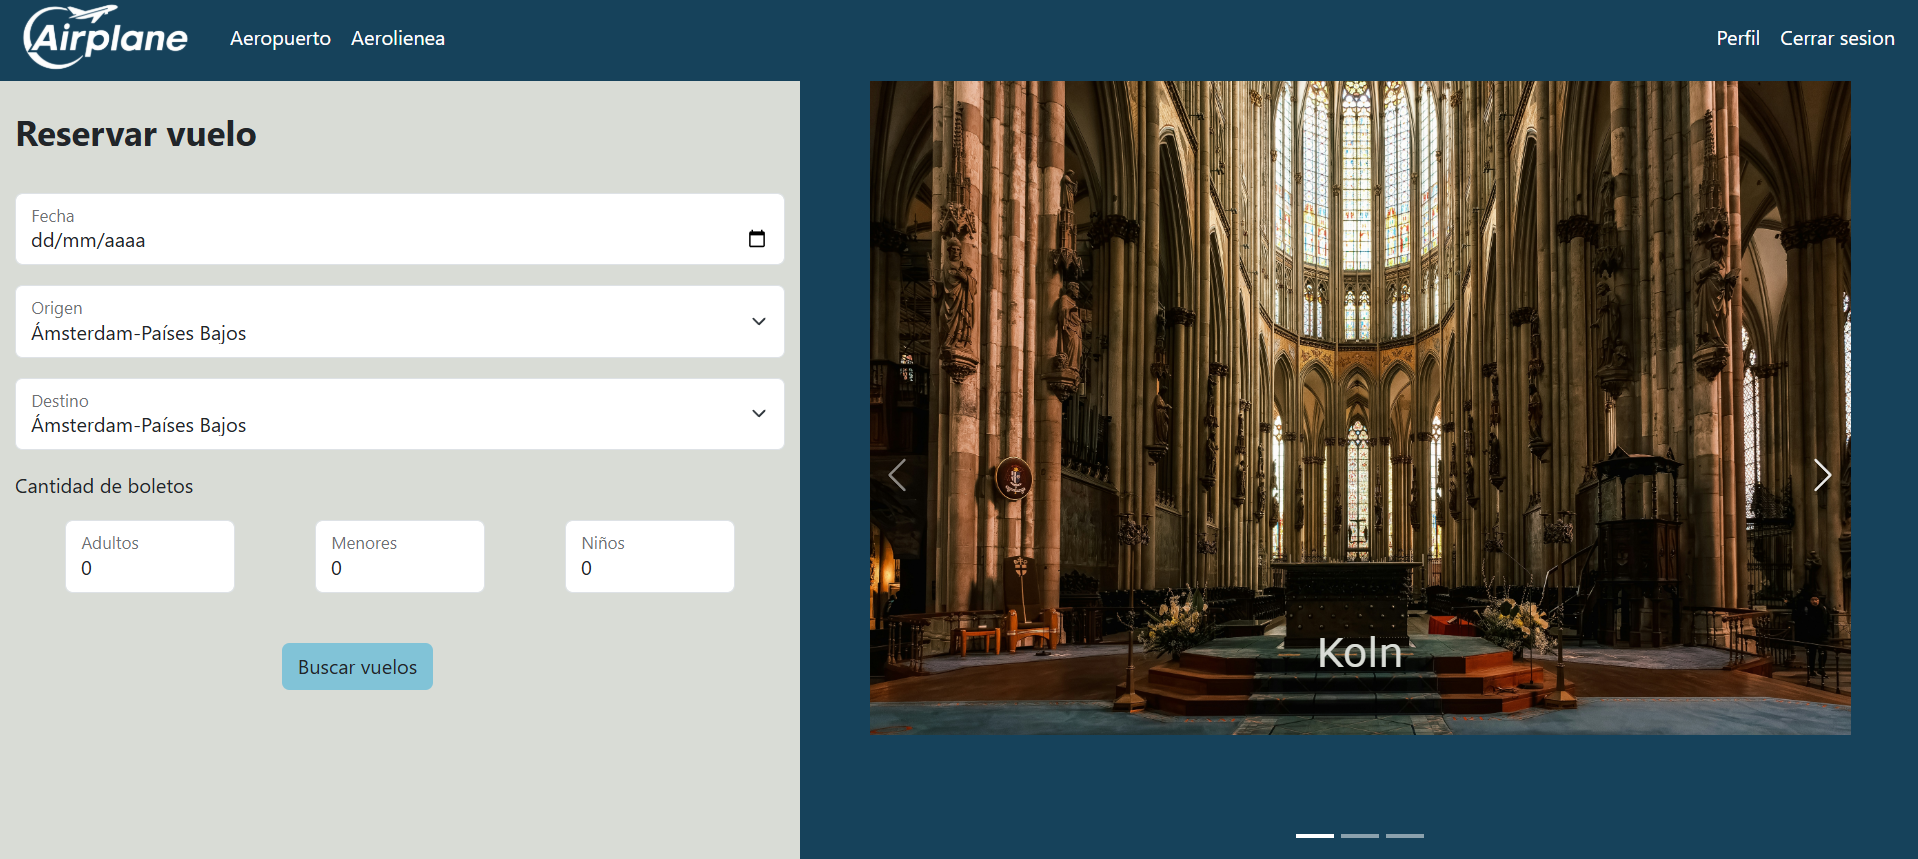 Airplane
Aeropuerto
Aerolienea
Perfil
Cerrar sesion
Reservar vuelo
Fecha
dd/mm/aaaa
Origen
Ámsterdam-Países Bajos
Destino
Ámsterdam-Países Bajos
Cantidad de boletos
Adultos
0
Menores
0
Niños
0
Buscar vuelos
Koln